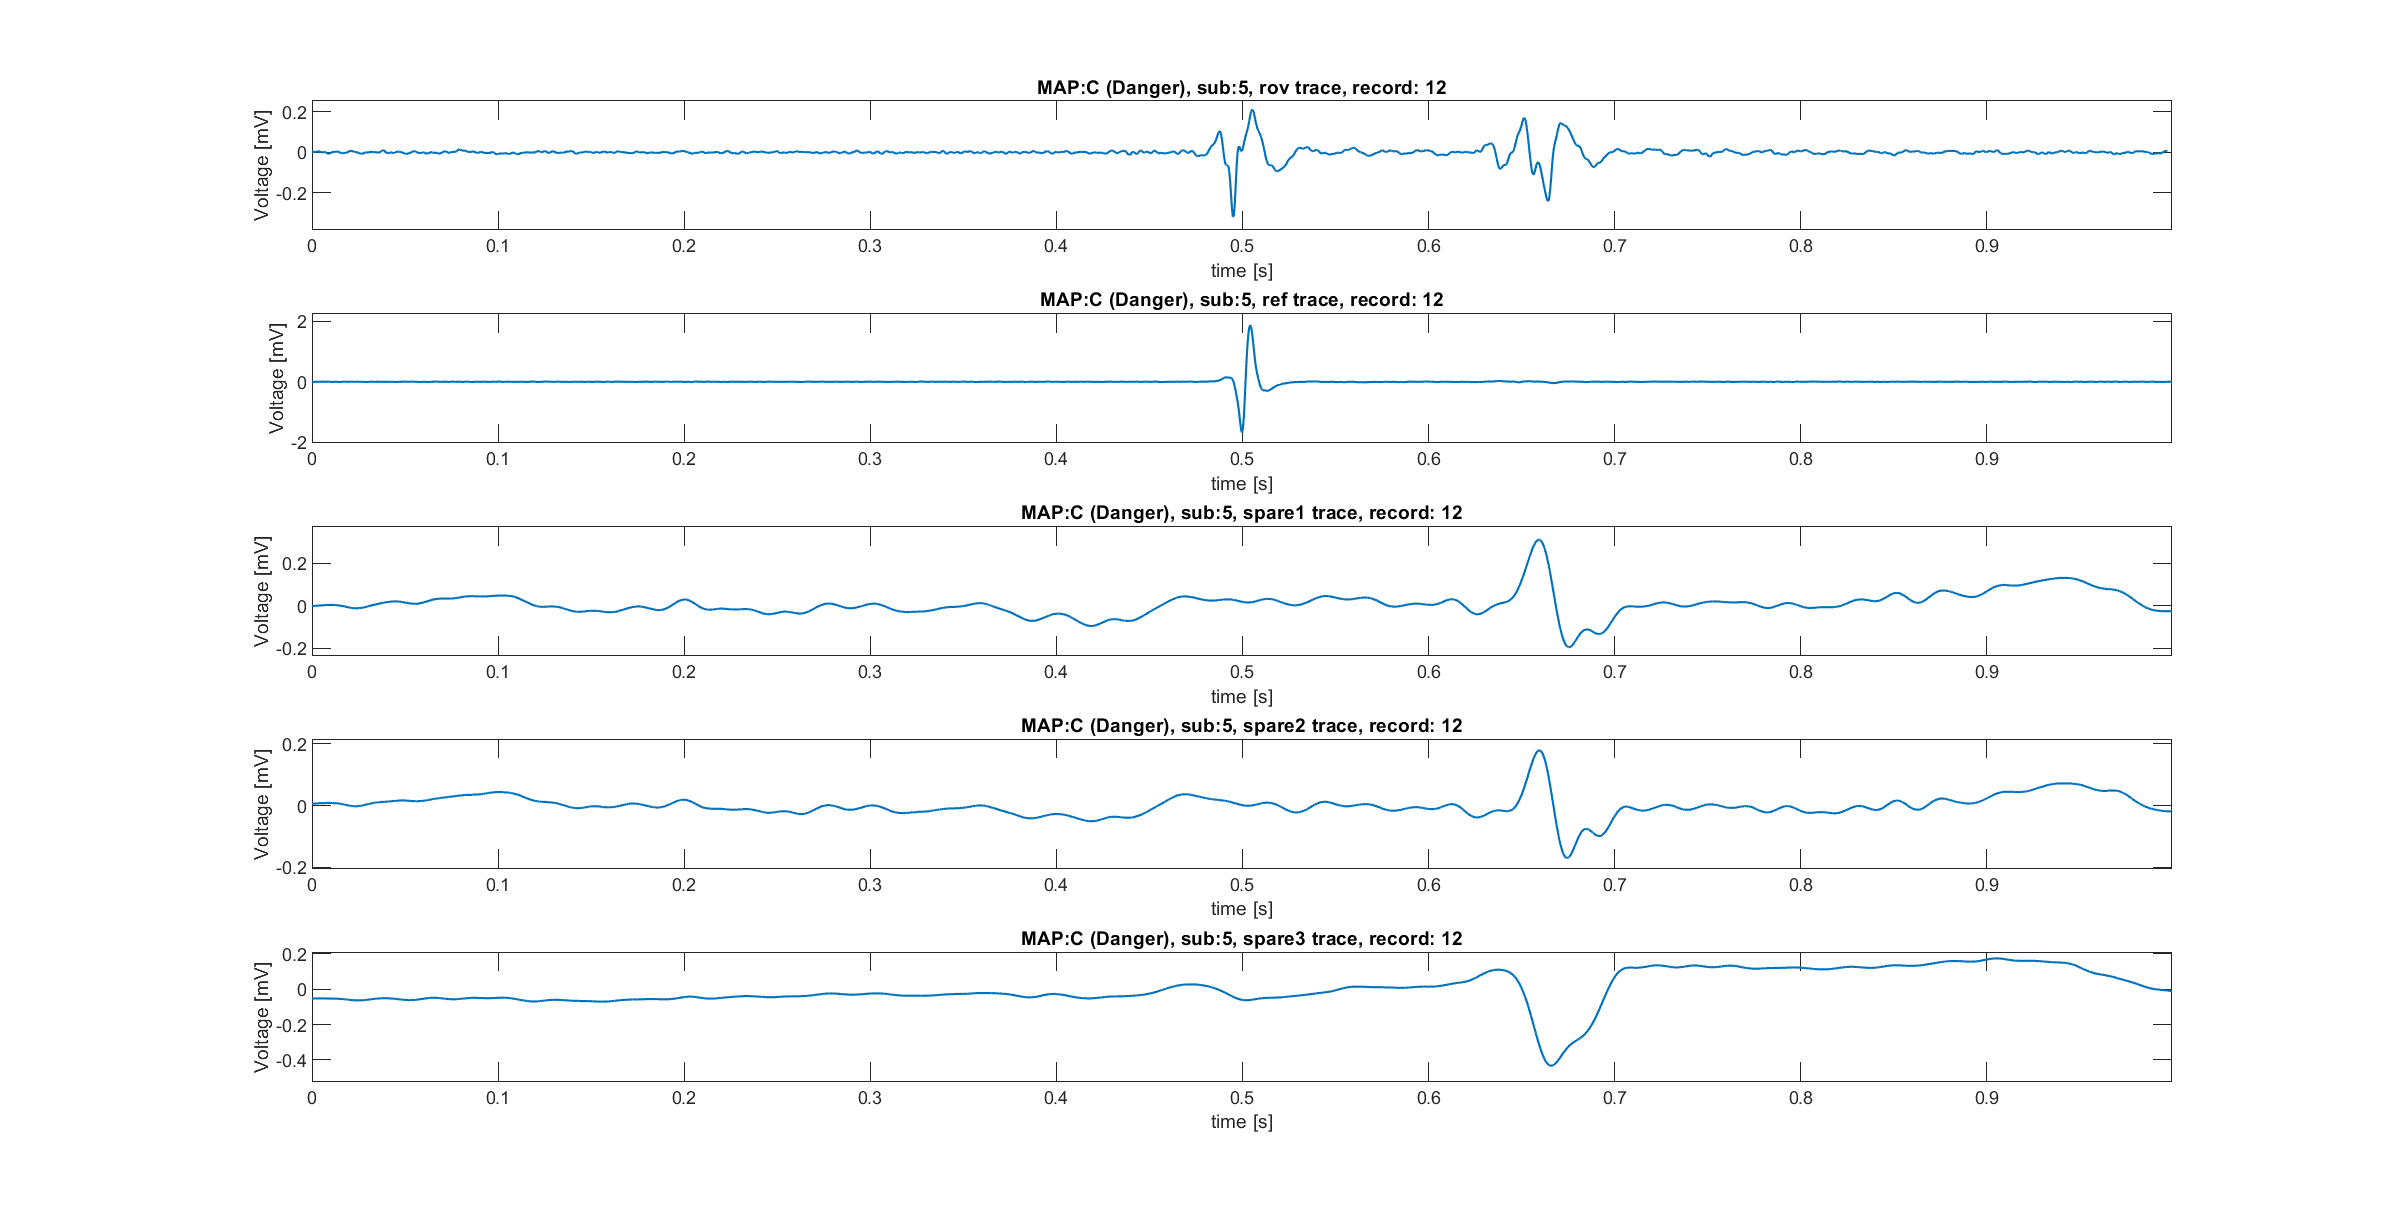 MAP:C (Danger), sub:5, rov trace, record: 12
Voltage [mV]
0.2
0
-0.2
0 0.1 0.2 0.3 0.4 0.5 0.6 0.7 0.8 0.9
time [s]
MAP:C (Danger), sub:5, ref trace, record: 12
Voltage [mV]
2
0
-2
0 0.1 0.2 0.3 0.4 0.5 0.6 0.7 0.8 0.9
time [s]
MAP:C (Danger), sub:5, spare1 trace, record: 12
Voltage [mV]
0.2
0
-0.2
0 0.1 0.2 0.3 0.4 0.5 0.6 0.7 0.8 0.9
time [s]
MAP:C (Danger), sub:5, spare2 trace, record: 12
Voltage [mV]
0.2
0
-0.2
0 0.1 0.2 0.3 0.4 0.5 0.6 0.7 0.8 0.9
time [s]
MAP:C (Danger), sub:5, spare3 trace, record: 12
Voltage [mV]
0.2
0
-0.2
-0.4
0 0.1 0.2 0.3 0.4 0.5 0.6 0.7 0.8 0.9
time [s]